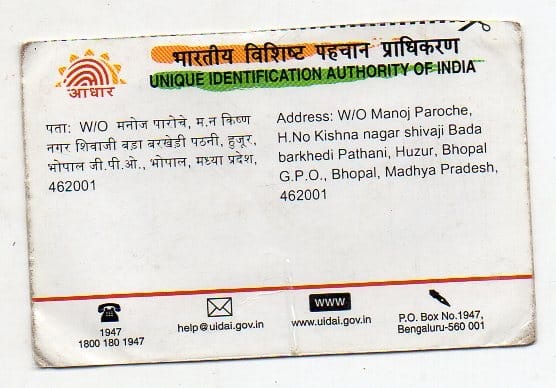 आधार
भारतीय विशिष्ट पहचान प्राधिकरण
UNIQUE IDENTIFICATION AUTHORITY OF INDIA
पता: W/O मनोज पारोचे, म.न किष्ण
नगर शिवाजी बड़ा बरखेड़ी पठनी, हुजूर,
भोपाल जी.पी.ओ., भोपाल, मध्या प्रदेश,
462001
Address: W/O Manoj Paroche,
H.No Kishna nagar shivaji Bada
barkhedi Pathani, Huzur, Bhopal
G.P.O., Bhopal, Madhya Pradesh,
462001
1947
1800 180 1947
help@uidai.gov.in
www
www.uidai.gov.in
P.O. Box No.1947,
Bengaluru-560 001